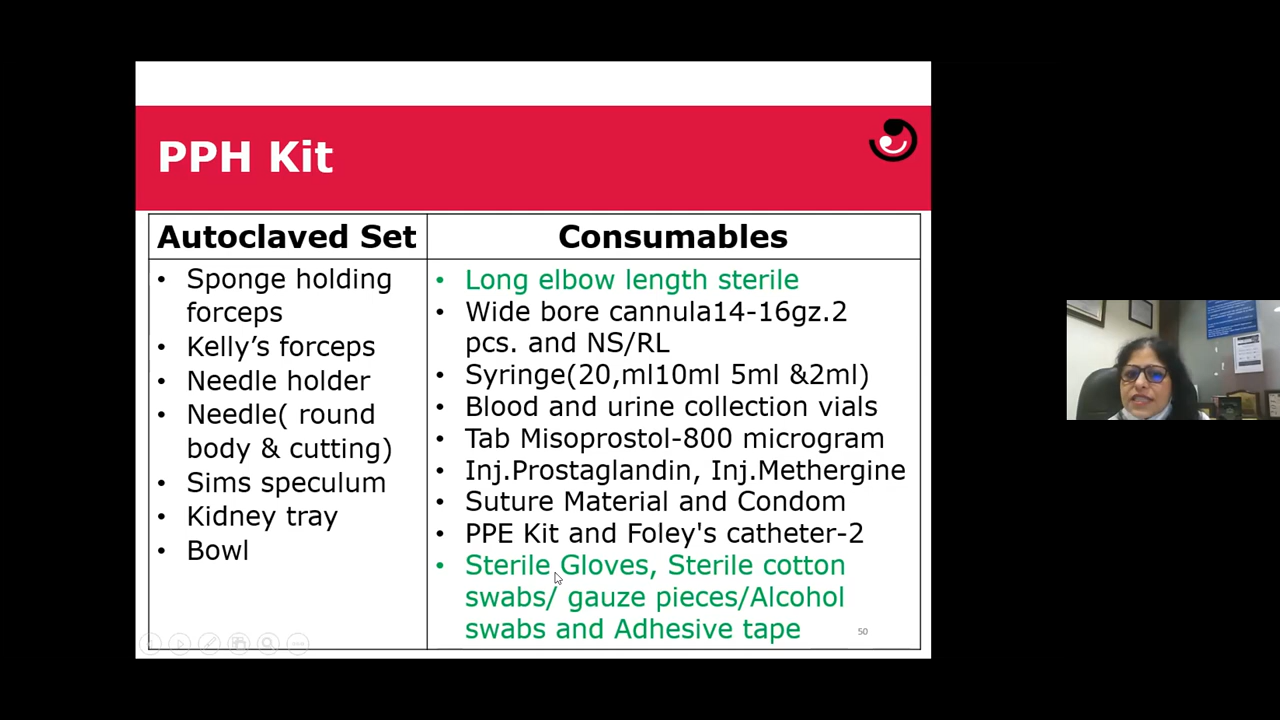 PPH Kit
Autoclaved Set
• Sponge holding
forceps
• Kelly’s forceps
• Needle holder
• Needle( round
body & cutting)
• Sims speculum
• Kidney tray
• Bowl
Consumables
• Long elbow length sterile
• Wide bore cannula14-16gz.2
pcs. and NS/RL
• Syringe(20,ml10ml 5ml &2ml)
• Blood and urine collection vials
• Tab Misoprostol-800 microgram
• Inj.Prostaglandin, Inj.Methergine
• Suture Material and Condom
• PPE Kit and Foley's catheter-2
• Sterile Gloves, Sterile cotton
swabs/ gauze pieces/Alcohol
swabs and Adhesive tape
50